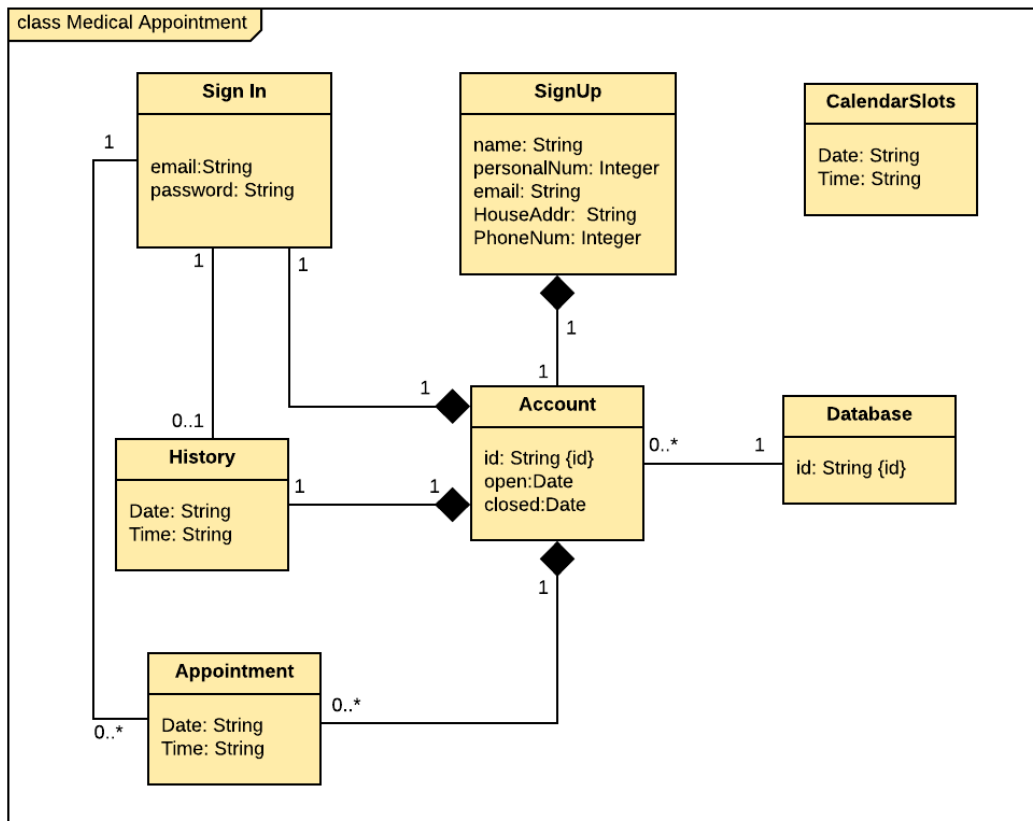 class Medical Appointment
Sign In
email:String
password: String
SignUp
name: String
personalNum: Integer
email: String
HouseAddr:  String
PhoneNum: Integer
CalendarSlots
Date: String
Time: String
1
1
1
1
1
0..1
1
History
Date: String
Time: String
1
1
Account
id: String {id}
open:Date
closed:Date
0..*
1
Database
id: String {id}
1
Appointment
Date: String
Time: String
0..*
0..*